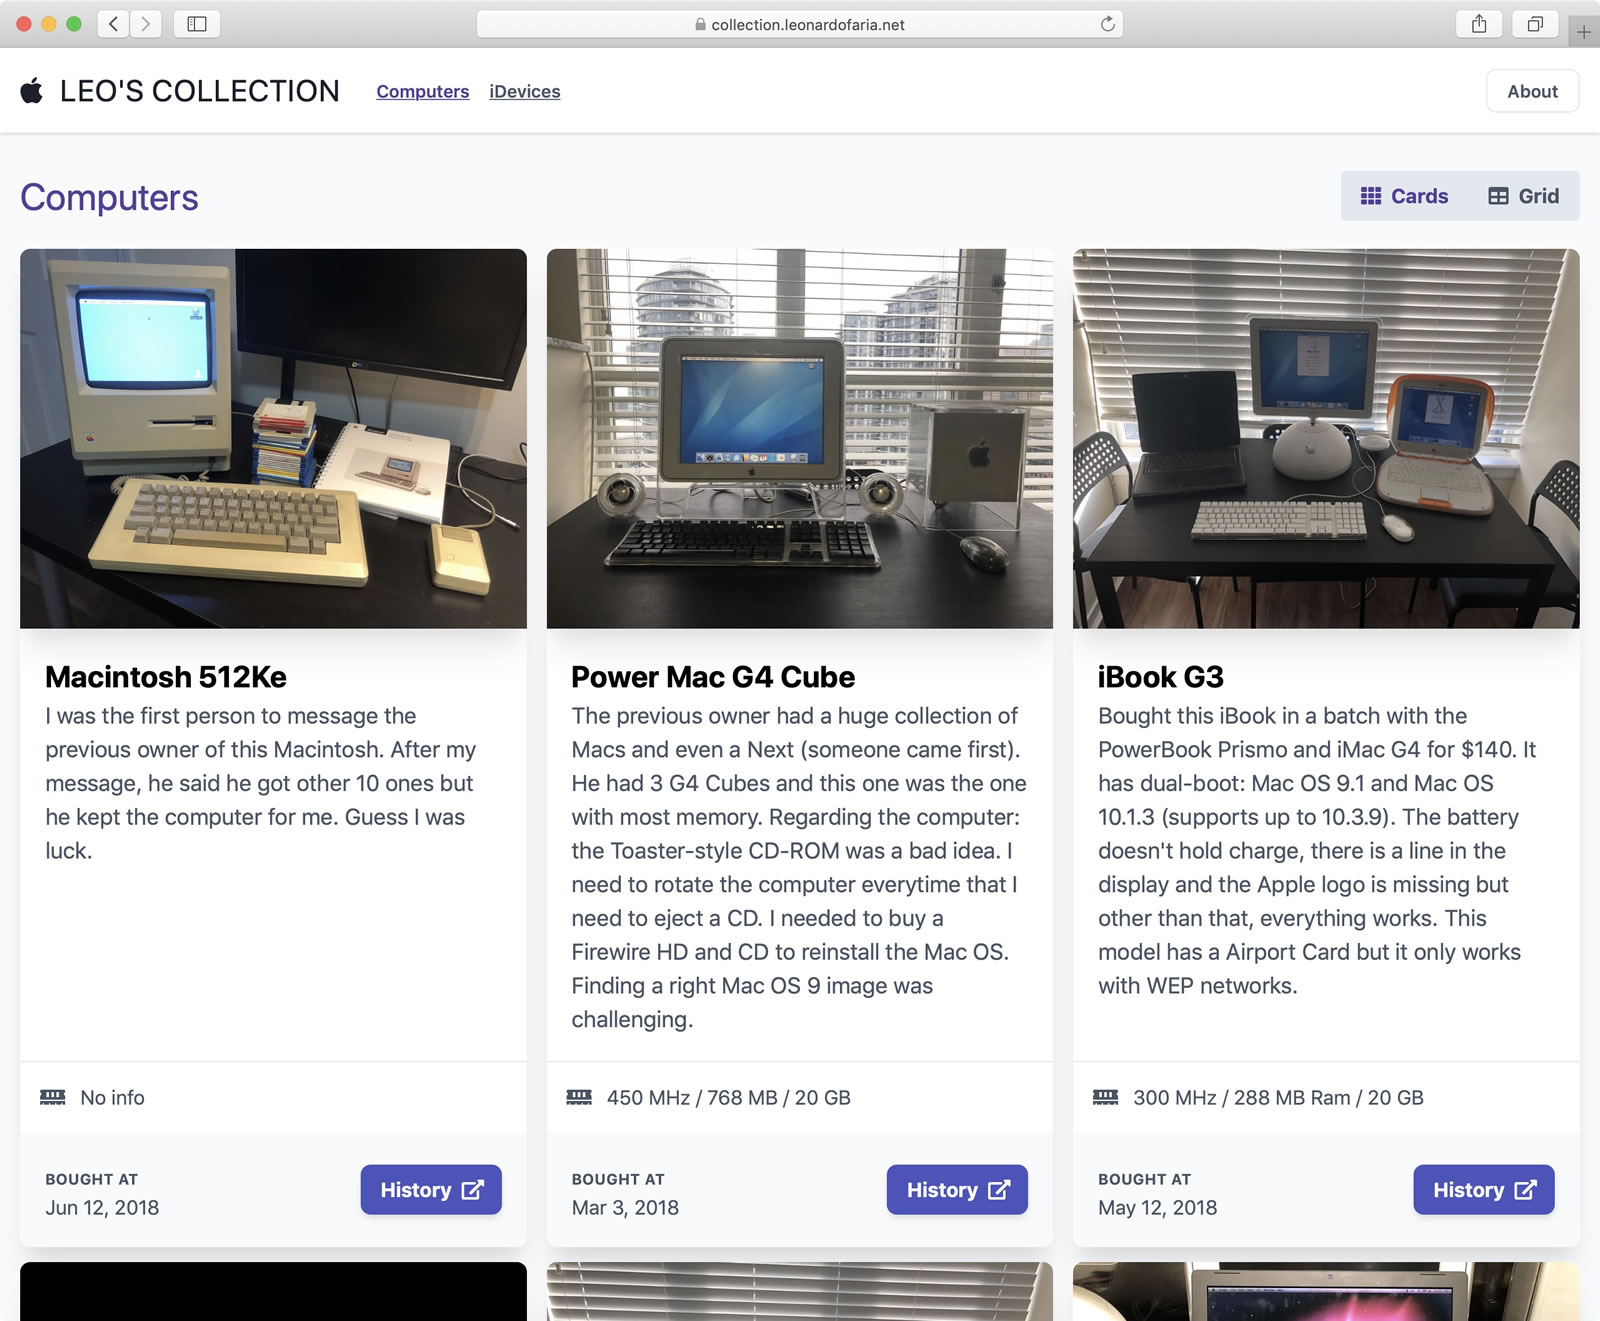 collection.leonardofaria.net
LEO'S COLLECTION
Computers
iDevices
About
Computers
Cards
Grid
Macintosh 512Ke
I was the first person to message the
previous owner of this Macintosh. After my
message, he said he got other 10 ones but
he kept the computer for me. Guess I was
luck.
No info
BOUGHT AT
Jun 12, 2018
History
Power Mac G4 Cube
The previous owner had a huge collection of
Macs and even a Next (someone came first).
He had 3 G4 Cubes and this one was the one
with most memory. Regarding the computer:
the Toaster-style CD-ROM was a bad idea. I
need to rotate the computer everytime that I
need to eject a CD. I needed to buy a
Firewire HD and CD to reinstall the Mac OS.
Finding a right Mac OS 9 image was
challenging.
450 MHz / 768 MB / 20 GB
BOUGHT AT
Mar 3, 2018
History
iBook G3
Bought this iBook in a batch with the
PowerBook Prismo and iMac G4 for $140. It
has dual-boot: Mac OS 9.1 and Mac OS
10.1.3 (supports up to 10.3.9). The battery
doesn't hold charge, there is a line in the
display and the Apple logo is missing but
other than that, everything works. This
model has a Airport Card but it only works
with WEP networks.
300 MHz / 288 MB Ram / 20 GB
BOUGHT AT
May 12, 2018
History